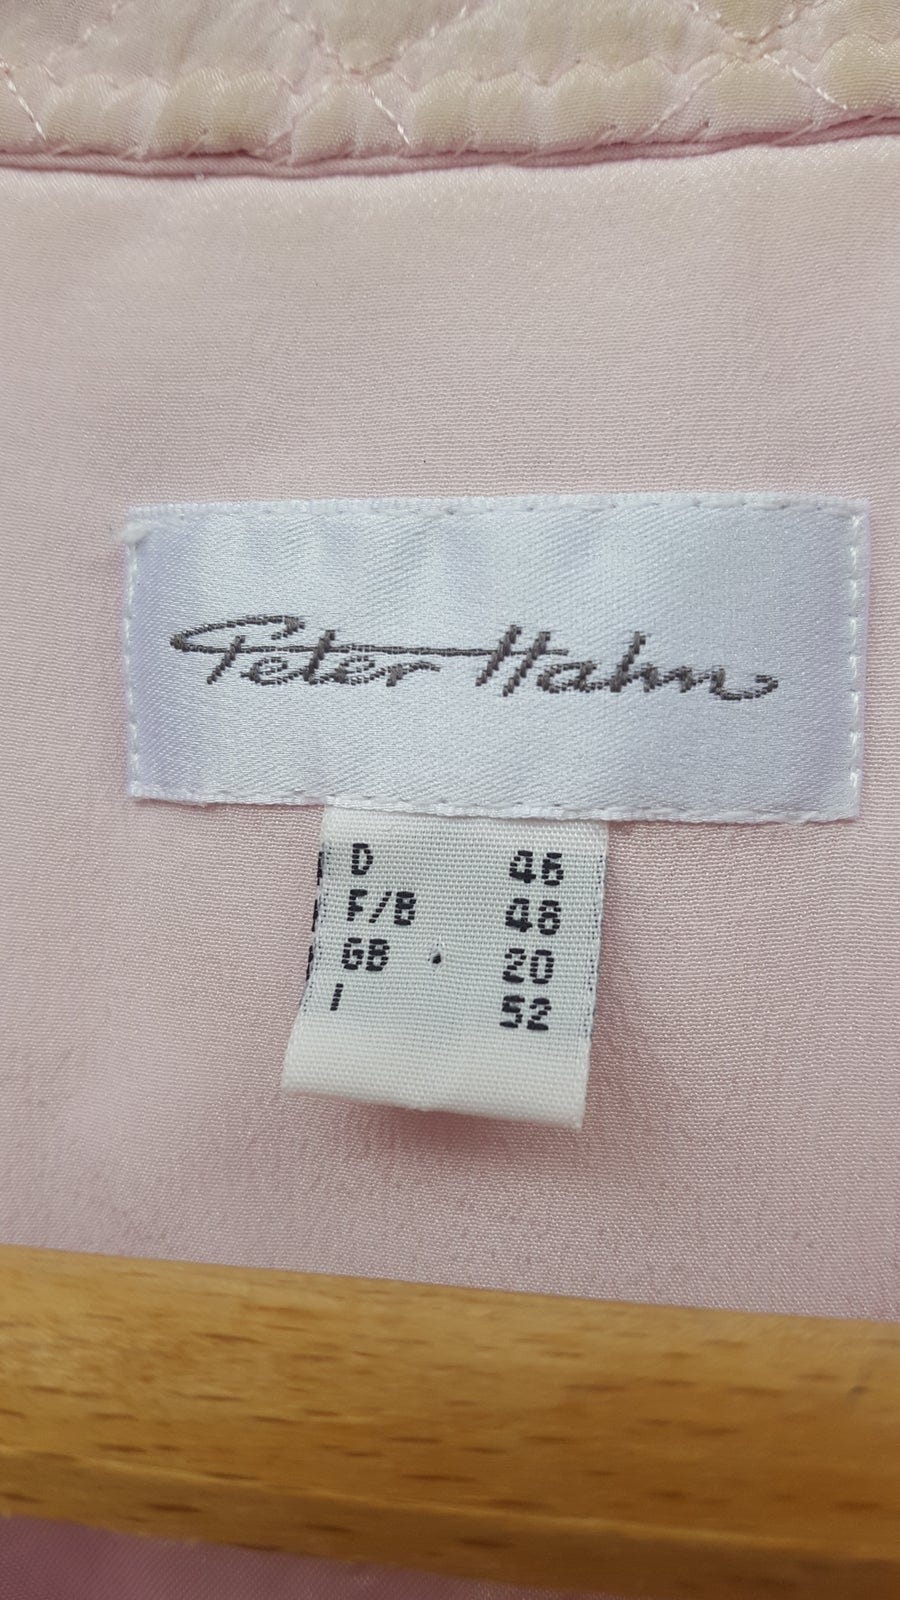 Peter Hahn
D 46
F/B 48
GB 20
I 52